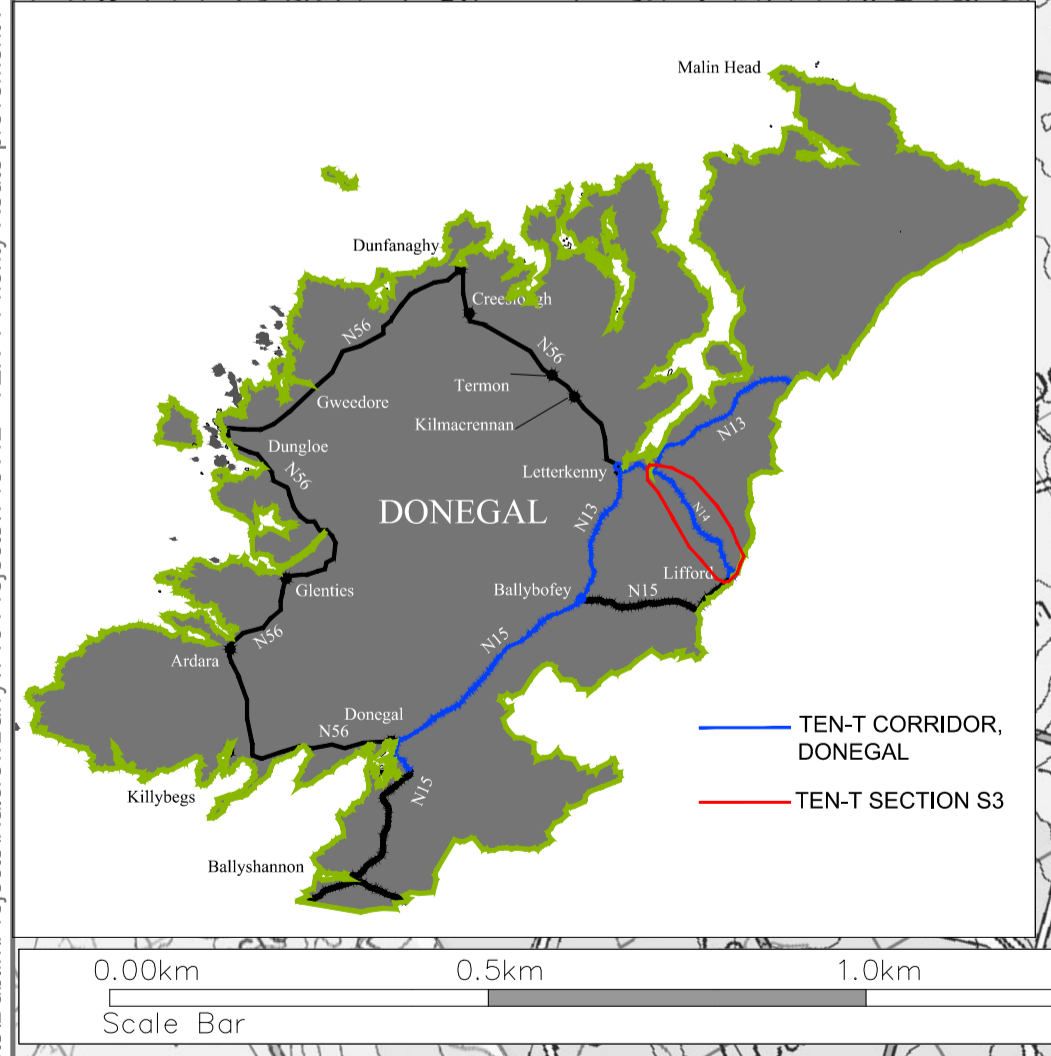 Malin Head
Dunfanaghy
Creeslough
N56
N56
Termon
Gweedore
Kilmacrennan
N13
Dungloe
Letterkenny
N56
DONEGAL
N13
N14
Lifford
Glenties
Ballybofey
N15
N56
N15
Ardara
Donegal
N56
TEN-T CORRIDOR,
DONEGAL
N15
Killybegs
TEN-T SECTION S3
Ballyshannon
0.00km 0.5km 1.0km
Scale Bar